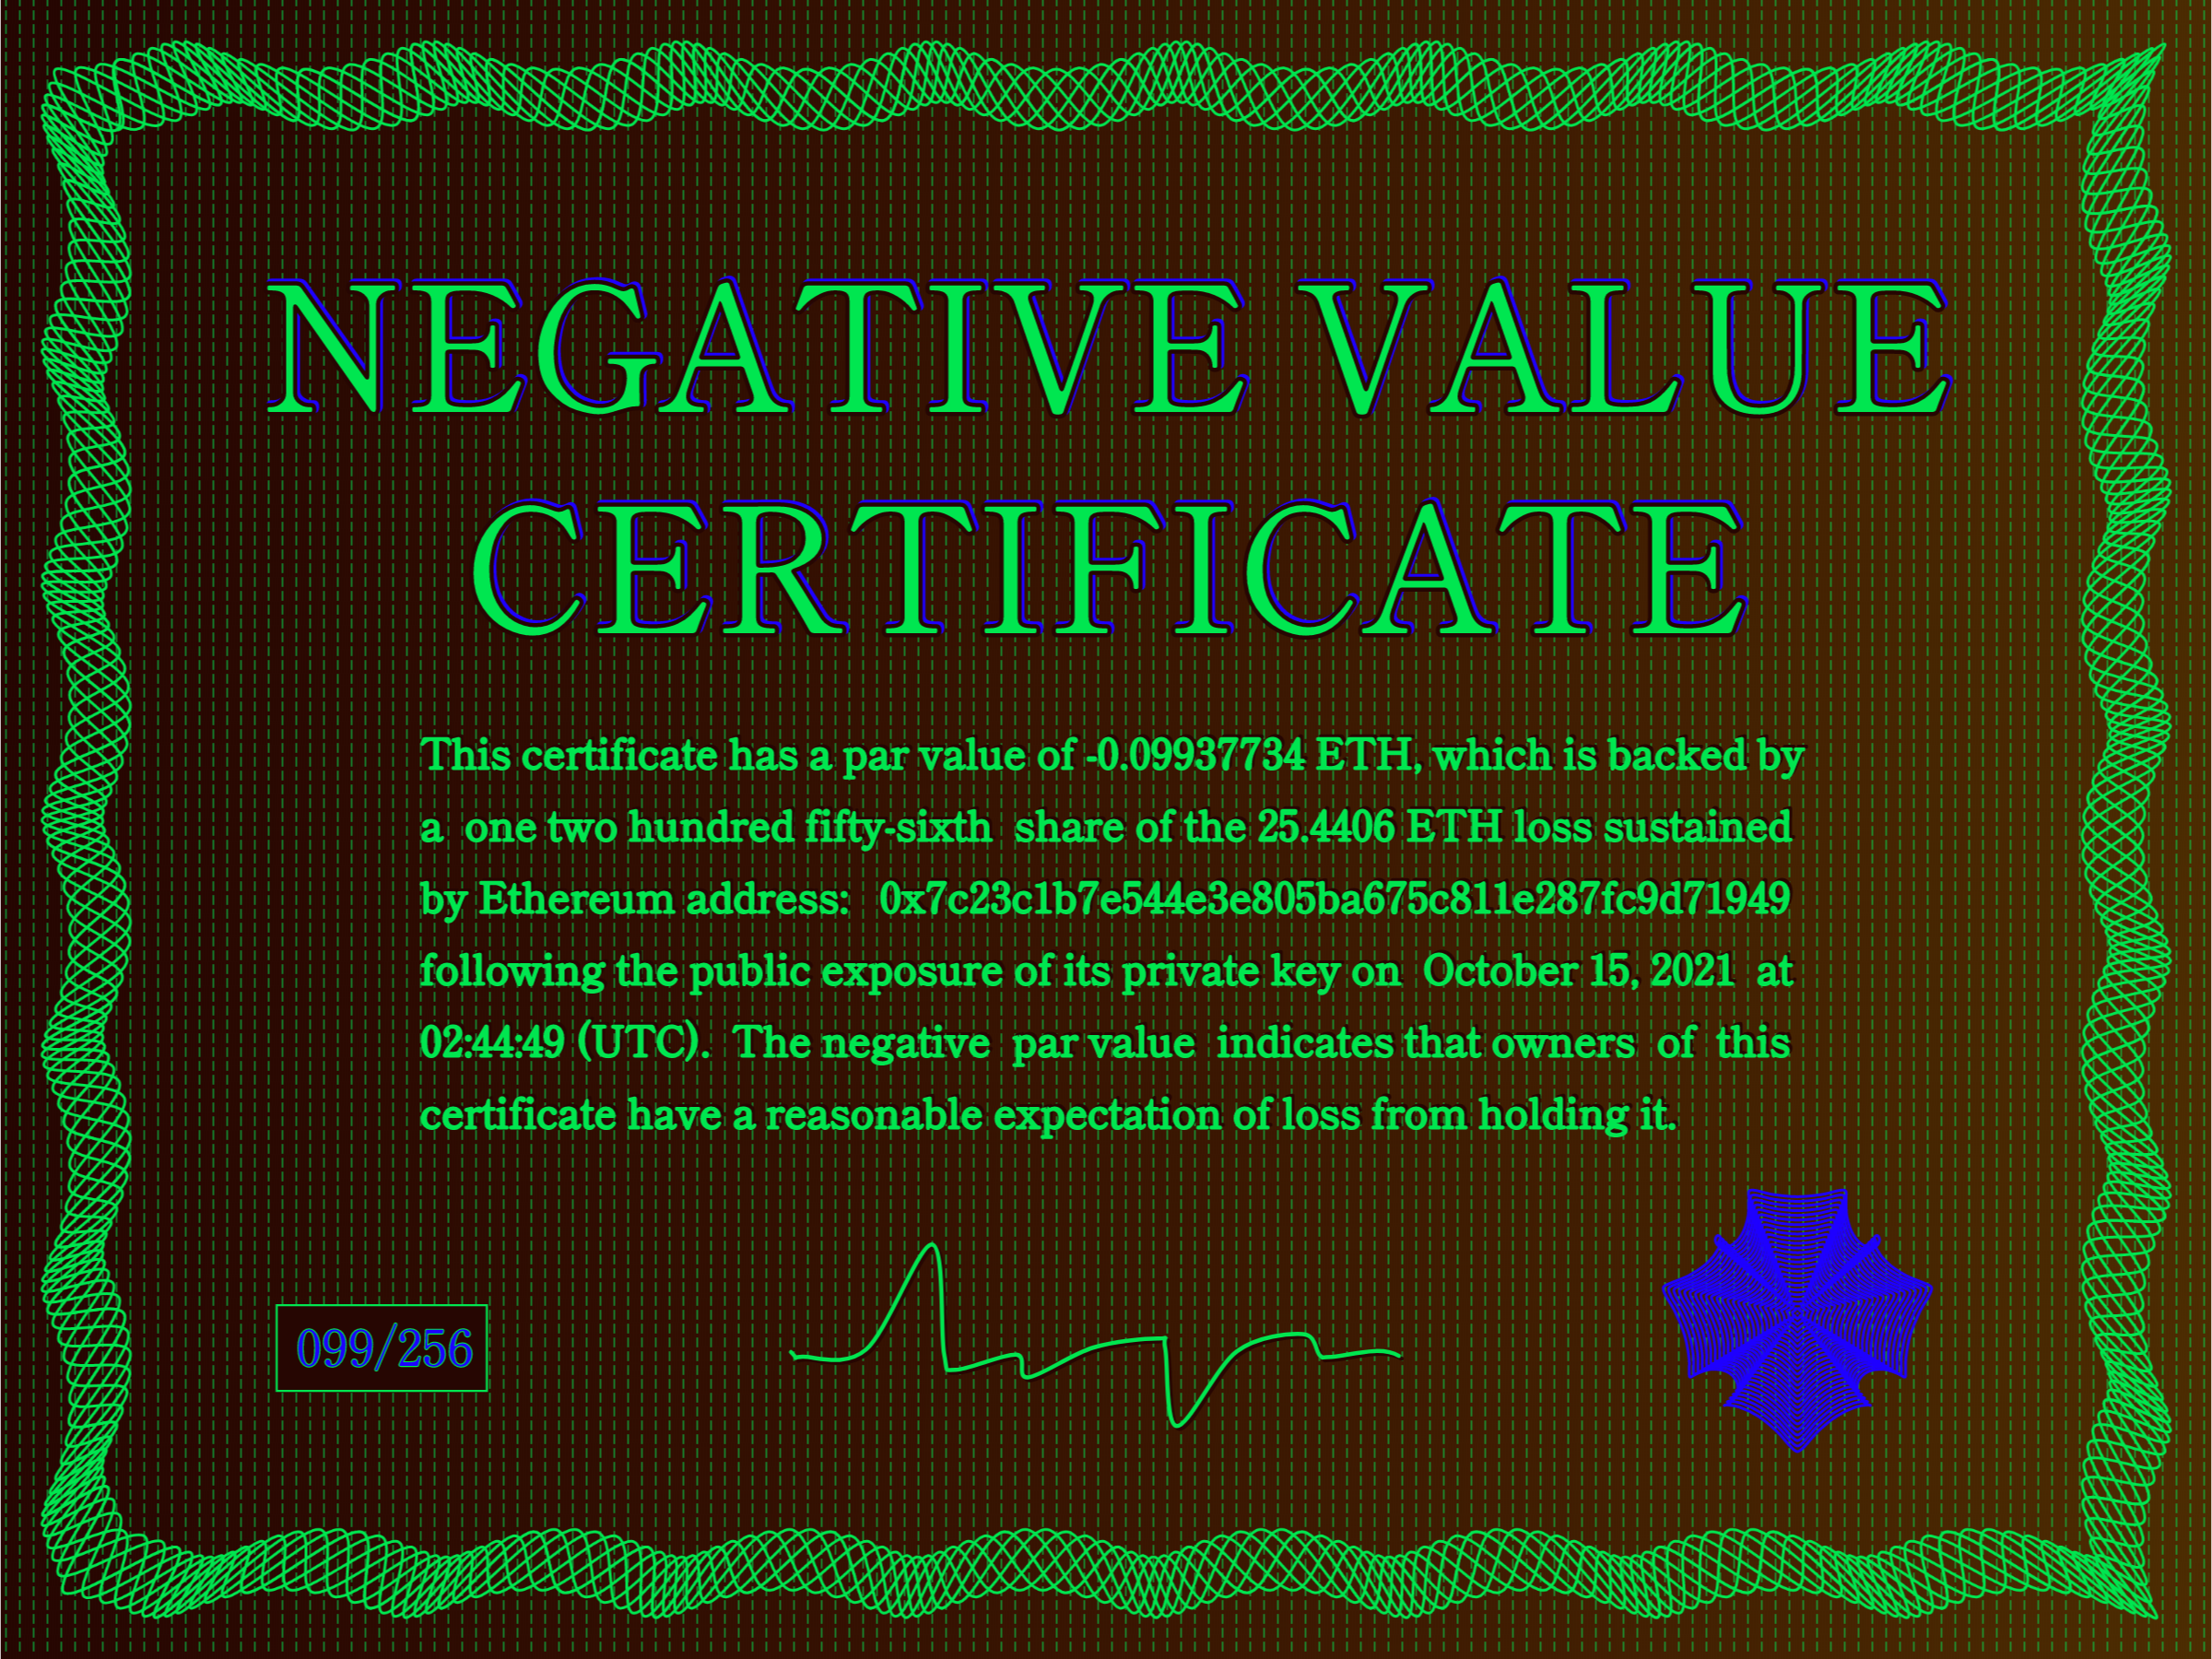 NEGATIVE VALUE
CERTIFICATE
This certificate has a par value of -0.09937734 ETH, which is backed by
a one two hundred fifty-sixth share of the 25.4406 ETH loss sustained
by Ethereum address: 0x7c23c1b7e544e3e805ba675c811e287fc9d71949
following the public exposure of its private key on October 15, 2021 at
02:44:49 (UTC). The negative par value indicates that owners of this
certificate have a reasonable expectation of loss from holding it.
099/256